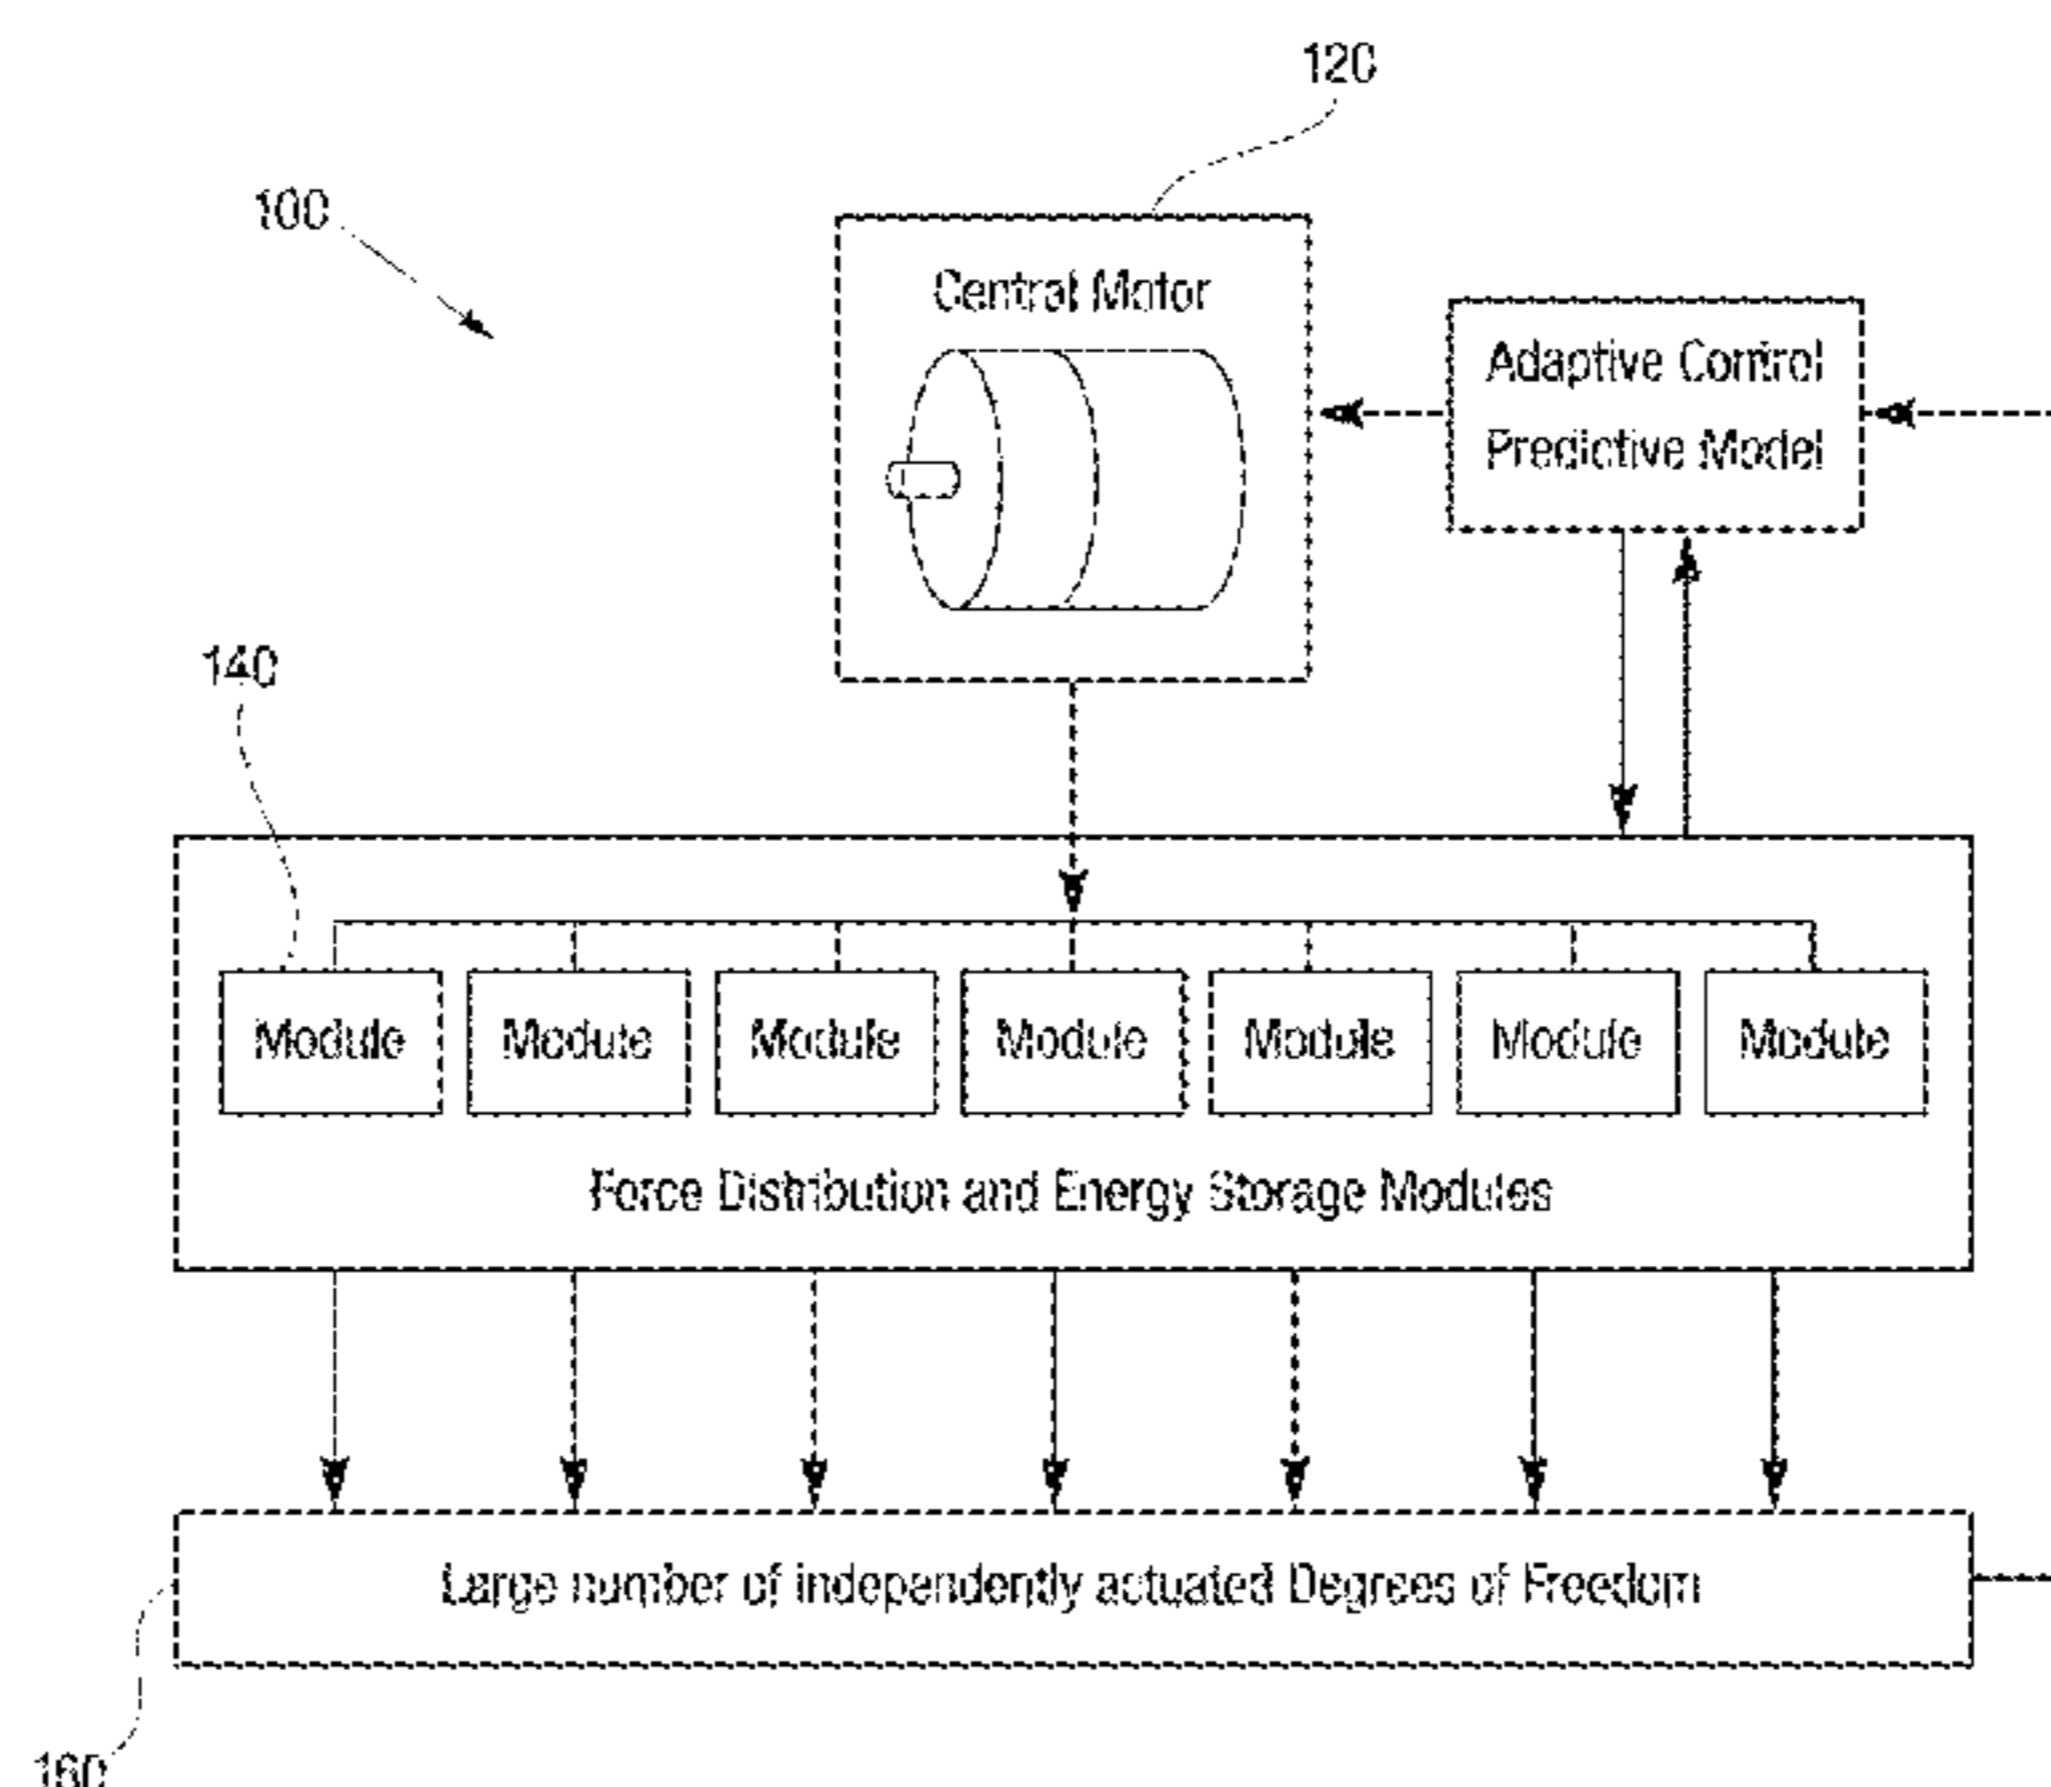 120
100
Central Motor
Adaptive Control
Predictive Model
140
Module Module Module Module Module Module Module
Force Distribution and Energy Storage Modules
Large number of independently actuated Degrees of Freedom
160